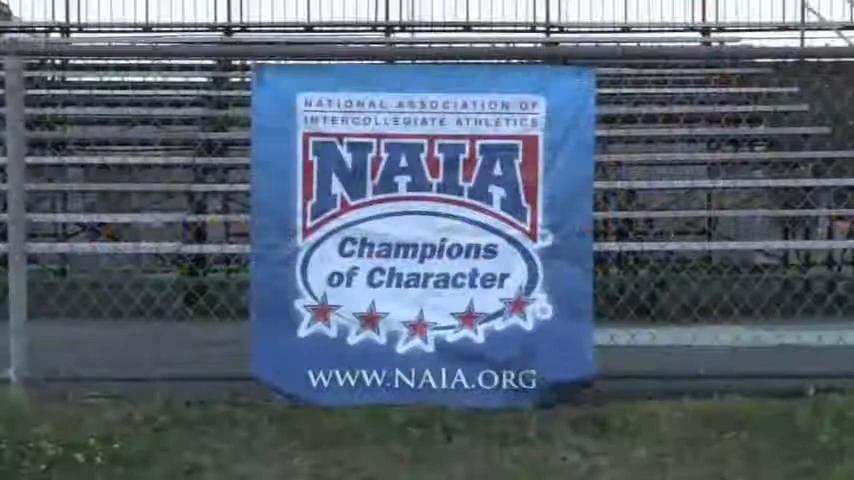 NATIONAL ASSOCIATION OF
INTERCOLLEGIATE ATHLETICS
NAIA
Champions
of Character
WWW.NAIA.ORG